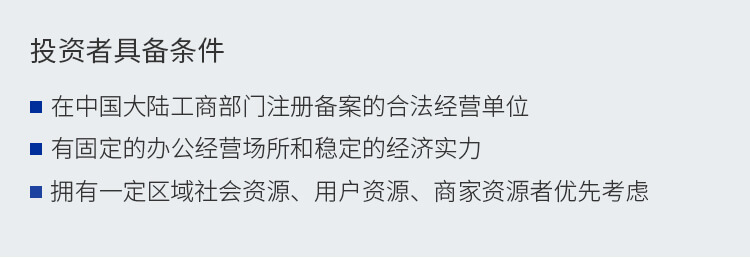 投资者具备条件
在中国大陆工商部门注册备案的合法经营单位
有固定的办公经营场所和稳定的经济实力
拥有一定区域社会资源、用户资源、商家资源者优先考虑